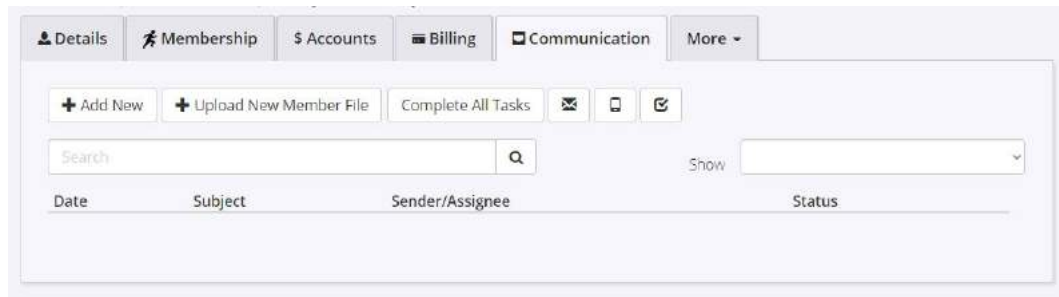 Details Membership $ Accounts Billing Communication More
+ Add New + Upload New Member File Complete All Tasks
Search Show
Date Subject Sender/Assignee Status